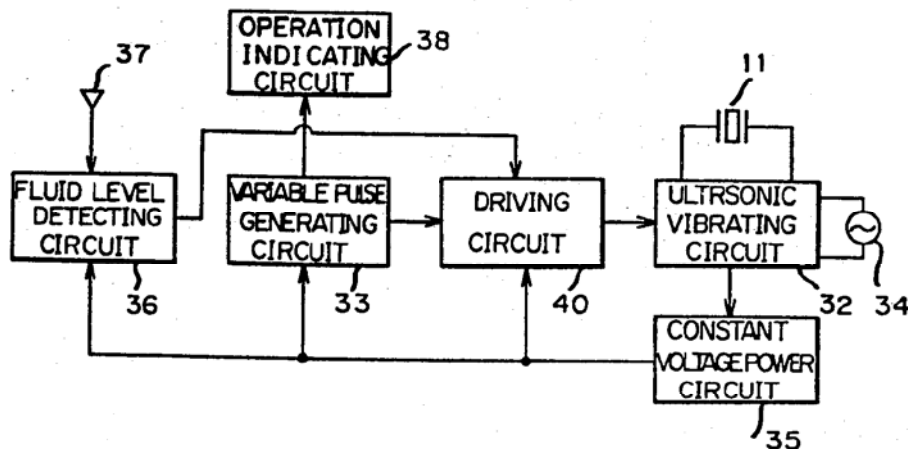 OPERATION
INDICATING
CIRCUIT
38
37
11
FLUID LEVEL
DETECTING
CIRCUIT
36
VARIABLE PULSE
GENERATING
CIRCUIT
33
DRIVING
CIRCUIT
40
ULTRSONIC
VIBRATING
CIRCUIT
32
34
CONSTANT
VOLTAGE POWER
CIRCUIT
35